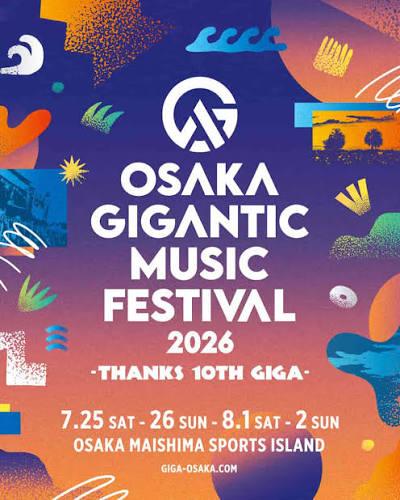 OSAKA
GIGANTIC
MUSIC
FESTIVAL
2026
-THANKS 10TH GIGA-
7.25 SAT - 26 SUN - 8.1 SAT - 2 SUN
OSAKA MAISHIMA SPORTS ISLAND
GIGA-OSAKA.COM